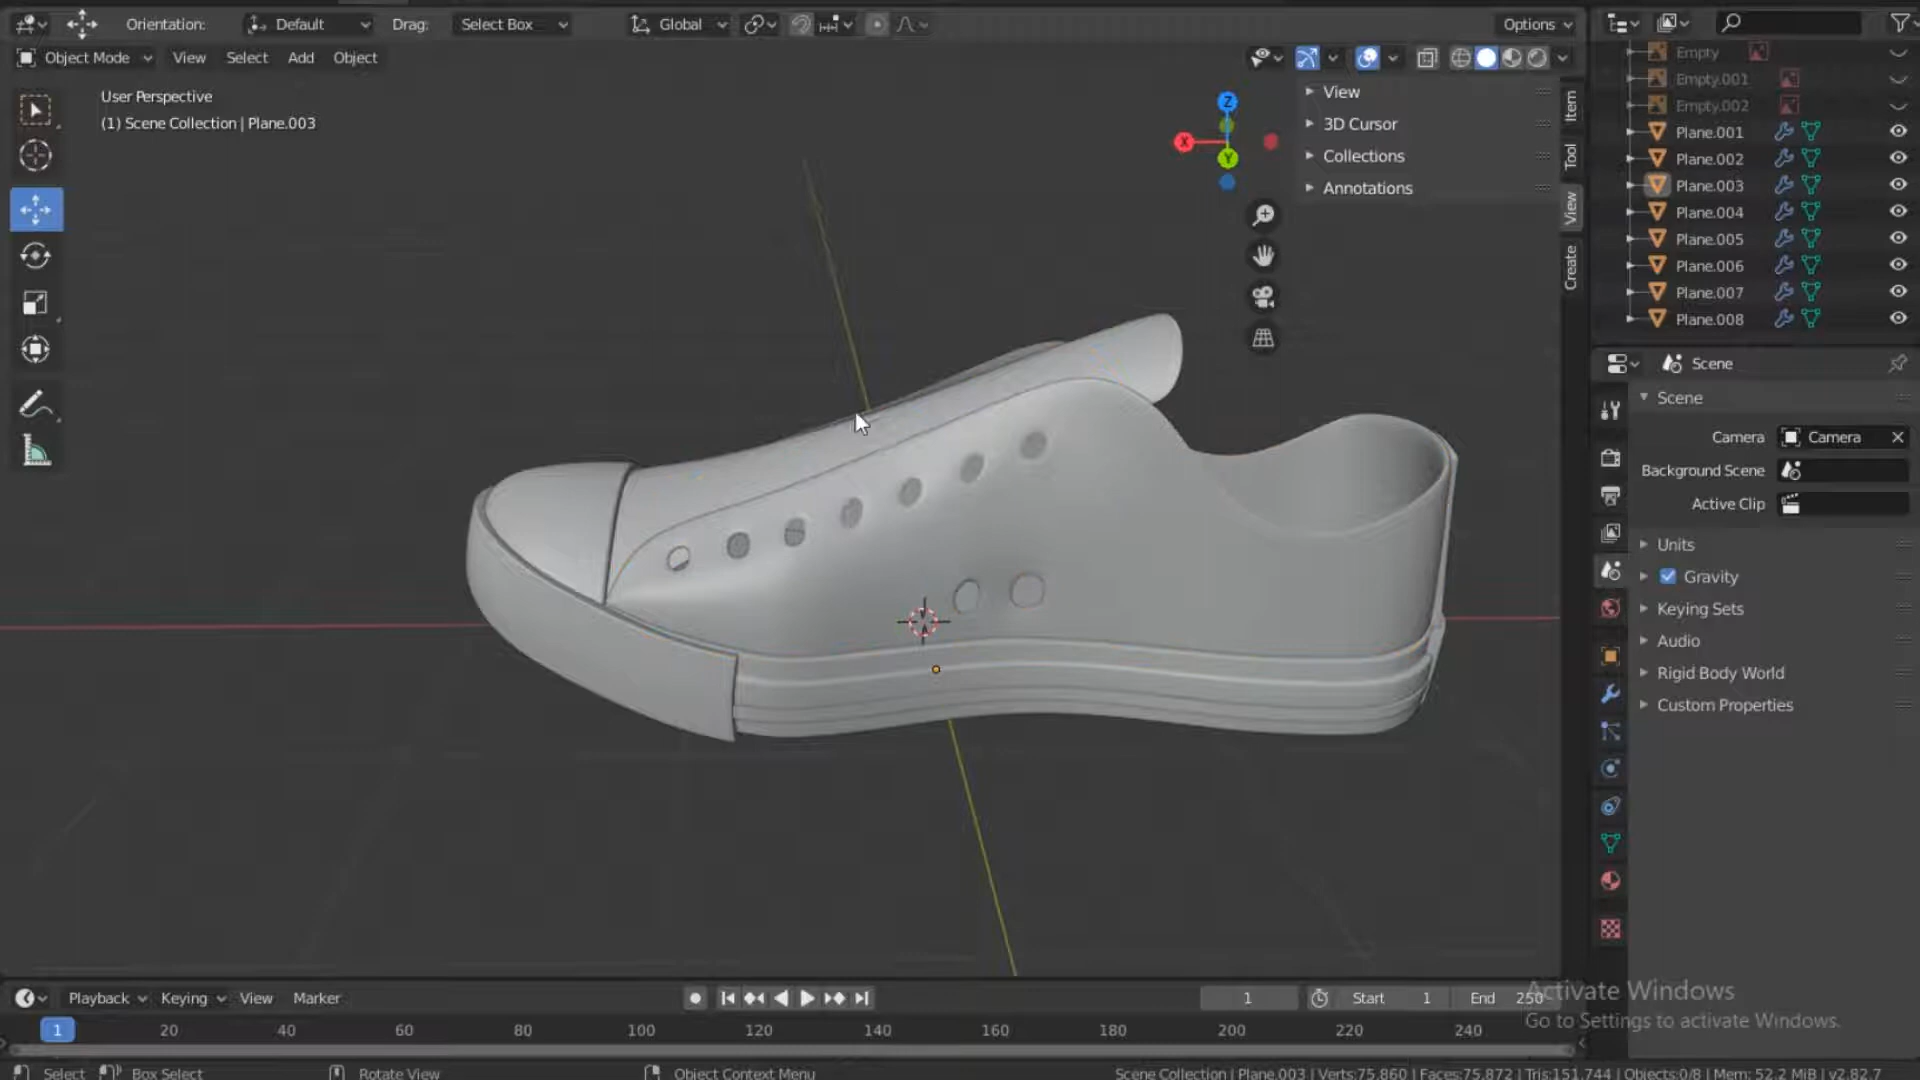 Orientation: Default Drag: Select Box Global Options
Object Mode View Select Add Object
User Perspective
(1) Scene Collection | Plane.003
X Y Z
View
3D Cursor
Collections
Annotations
Item
Tool
View
Create
Empty
Empty.001
Empty.002
Plane.001
Plane.002
Plane.003
Plane.004
Plane.005
Plane.006
Plane.007
Plane.008
Scene
Scene
Camera Camera
Background Scene
Active Clip
Units
Gravity
Keying Sets
Audio
Rigid Body World
Custom Properties
Activate Windows
Go to Settings to activate Windows.
Playback Keying View Marker 1 Start 1 End 250
1 20 40 60 80 100 120 140 160 180 200 220 240
Select Box Select Rotate View Object Context Menu Scene Collection | Plane.003 | Verts:75,860 | Faces:75,872 | Tris:151,744 | Objects:0/8 | Mem: 52.2 MiB | v2.82.7